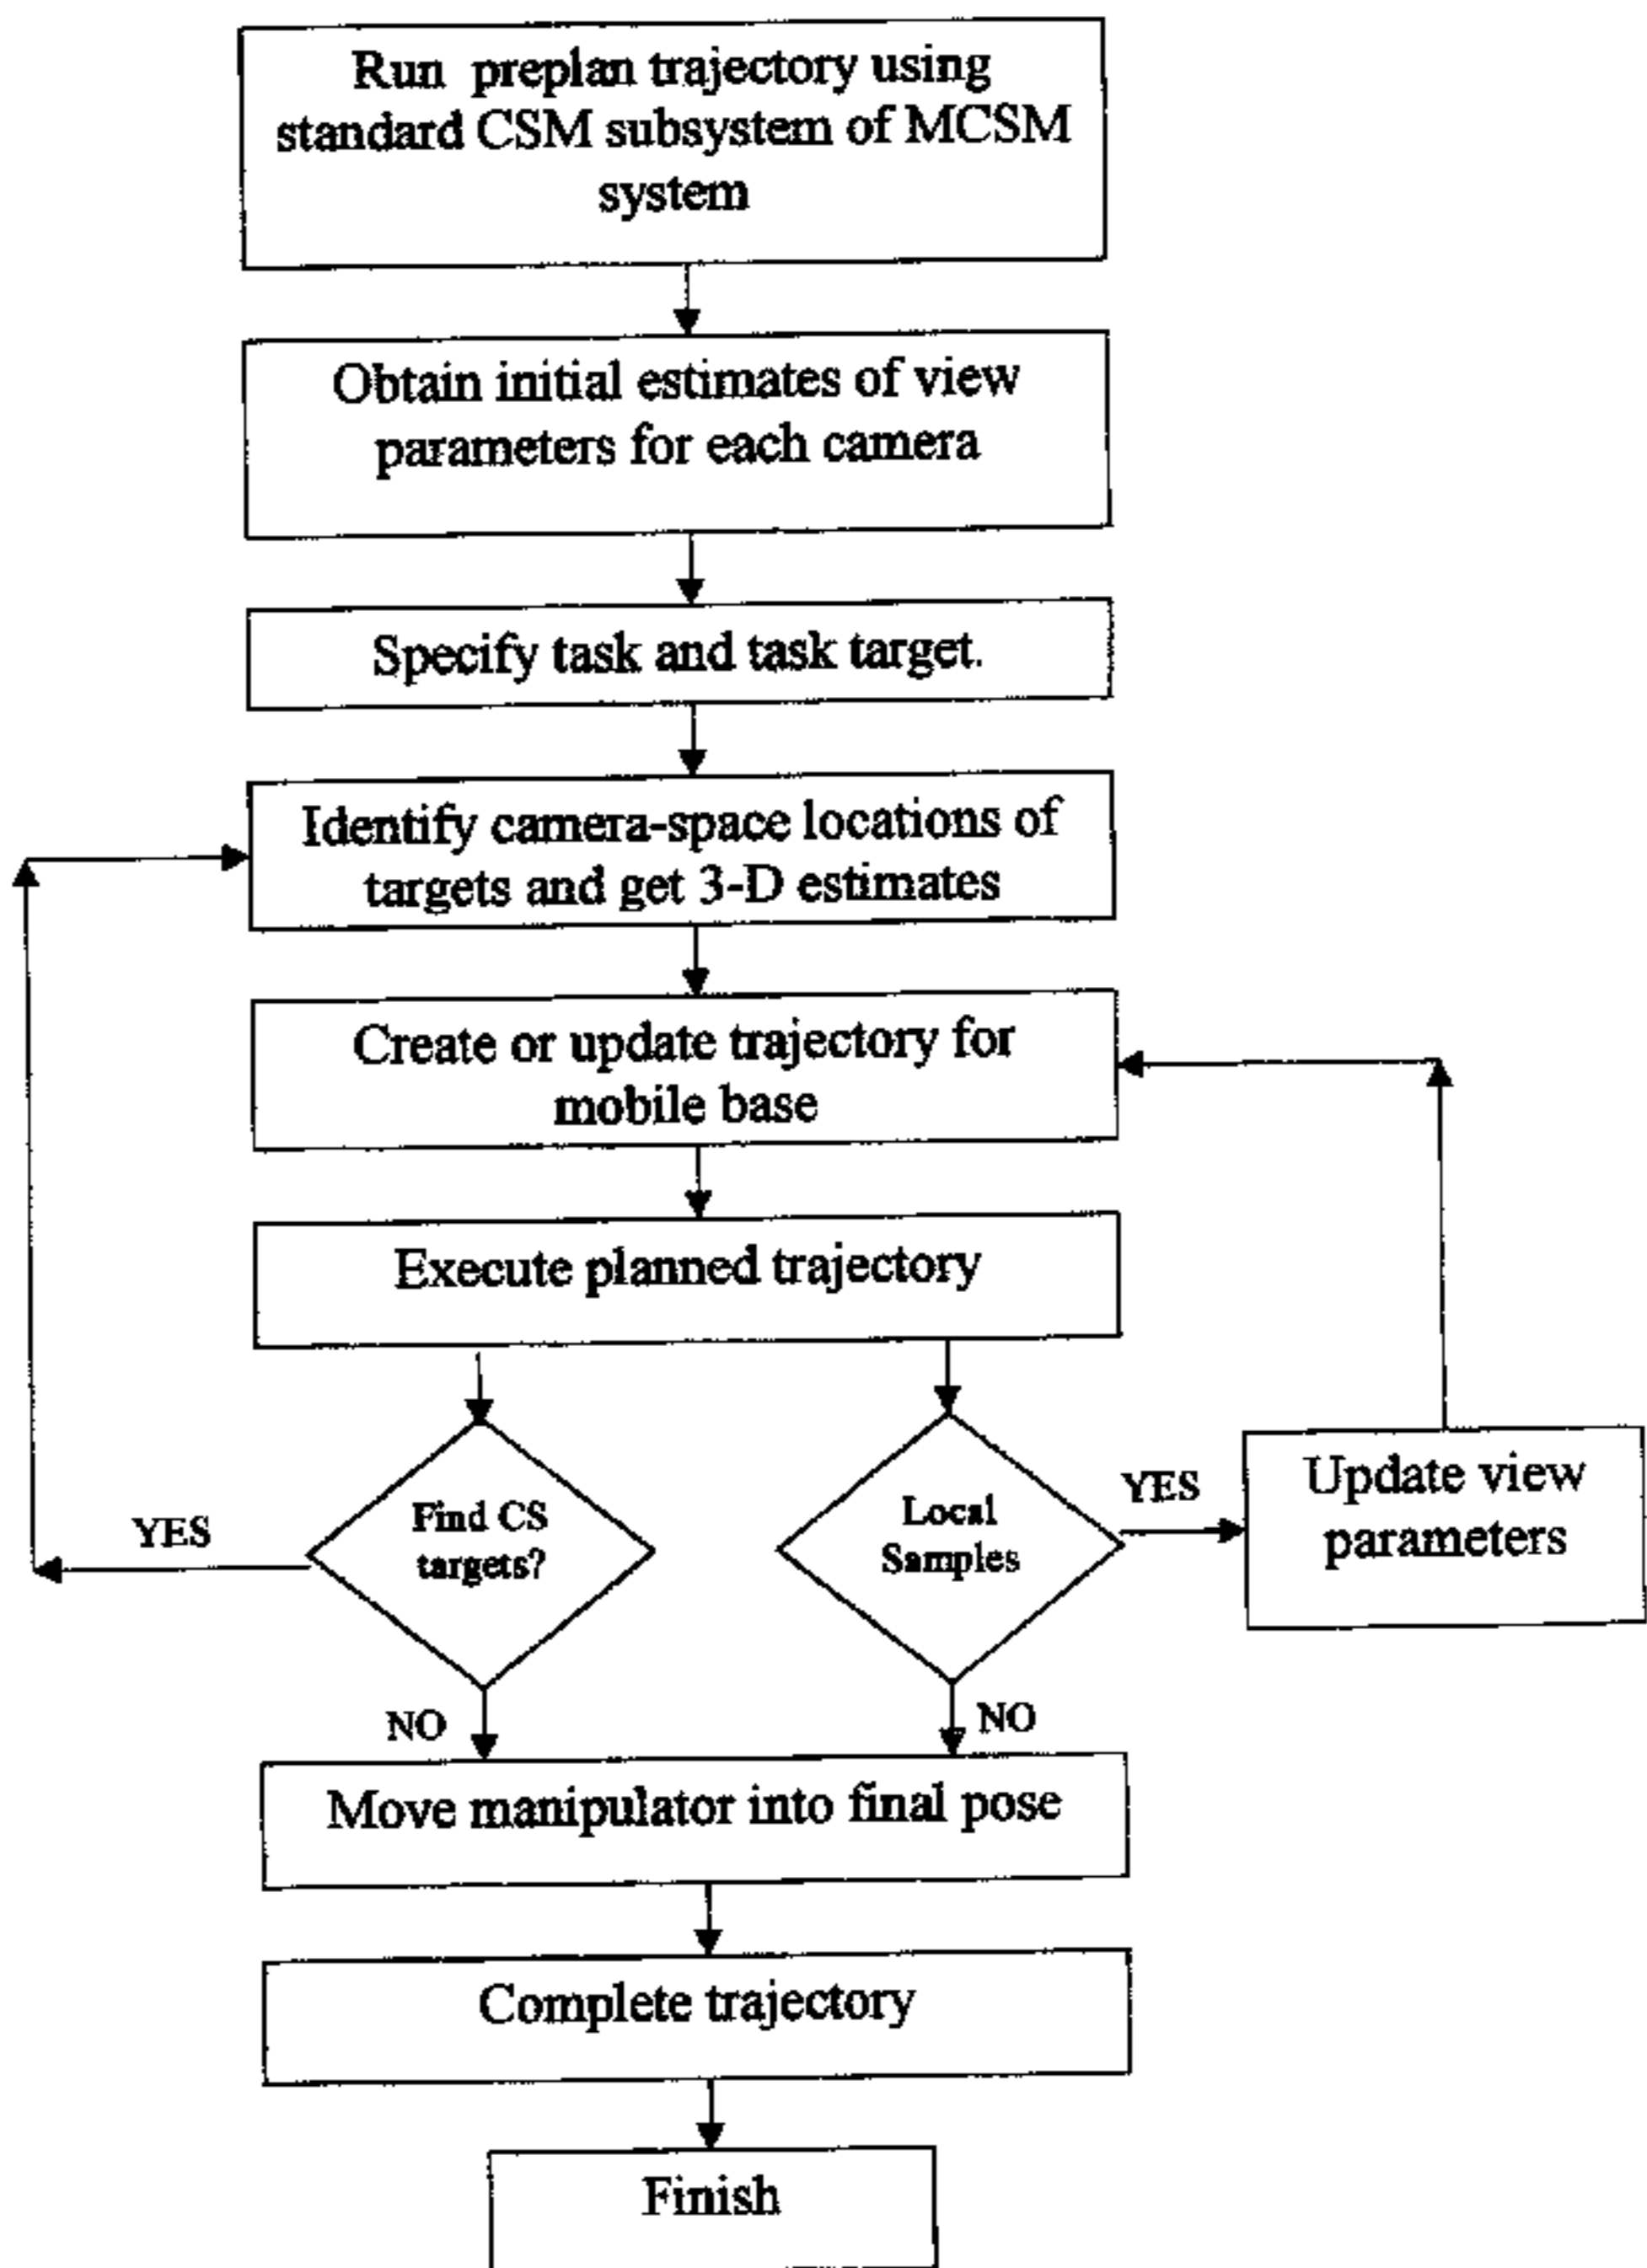 Run preplan trajectory using
standard CSM subsystem of MCSM
system
Obtain initial estimates of view
parameters for each camera
Specify task and task target.
Identify camera-space locations of
targets and get 3-D estimates
Create or update trajectory for
mobile base
Execute planned trajectory
Find CS
targets?
YES
Local
Samples
YES
Update view
parameters
NO
NO
Move manipulator into final pose
Complete trajectory
Finish